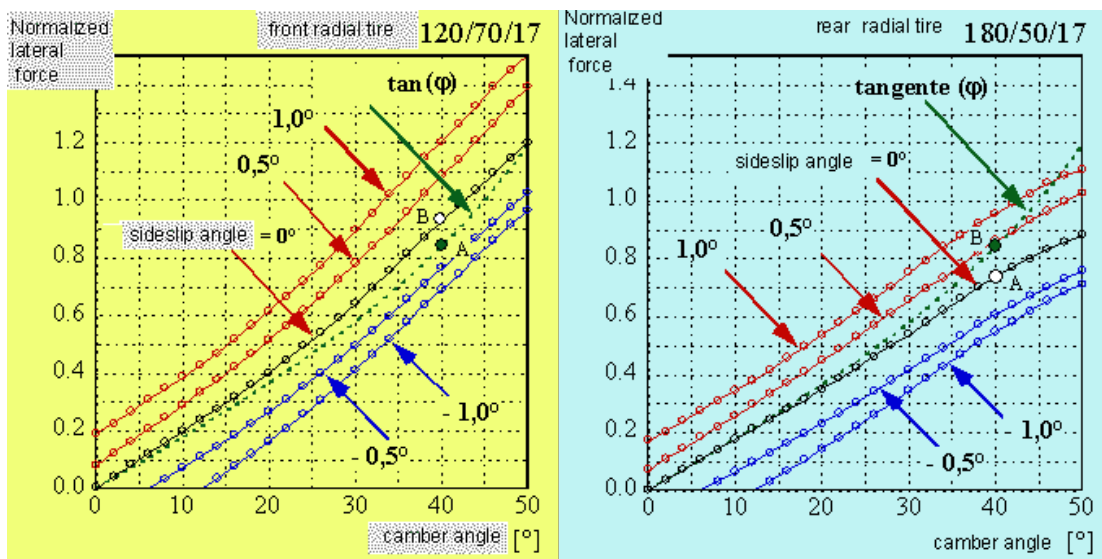 Normalized
lateral
force
front radial tire
120/70/17
tan (φ)
1,0°
0,5°
B
sideslip angle = 0°
A
- 1,0°
- 0,5°
1.2
1.0
0.8
0.6
0.4
0.2
0.0
0
10
20
30
40
50
camber angle [°]
Normalized
lateral
force
rear radial tire
180/50/17
tangente (φ)
sideslip angle = 0°
0,5°
1,0°
B
A
- 1,0°
- 0,5°
1.4
1.2
1.0
0.8
0.6
0.4
0.2
0.0
0
10
20
30
40
50
camber angle [°]